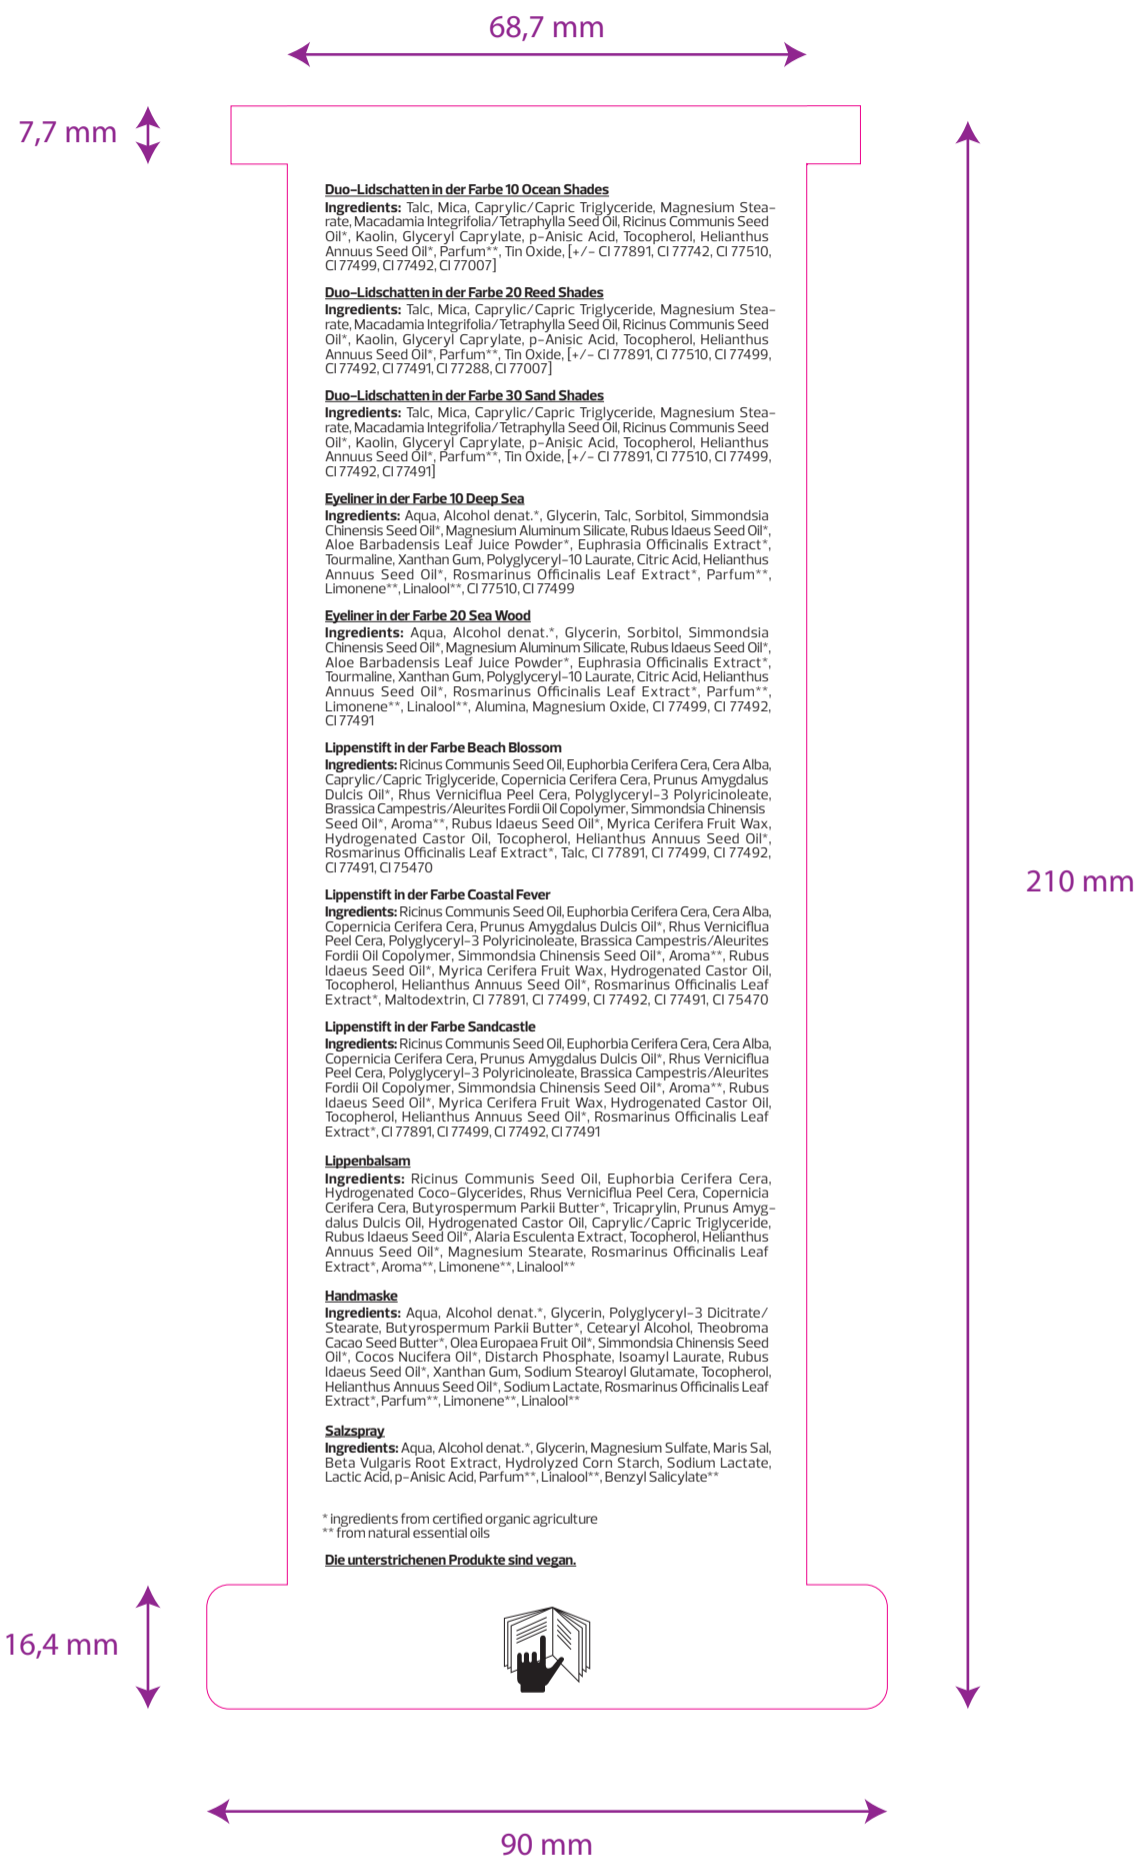 68,7 mm
7,7 mm
Duo-Lidschatten in der Farbe 10 Ocean Shades
Ingredients: Talc, Mica, Caprylic/Capric Triglyceride, Magnesium Stea-
rate, Macadamia Integrifolia/Tetraphylla Seed Oil, Ricinus Communis Seed
Oil*, Kaolin, Glyceryl Caprylate, p-Anisic Acid, Tocopherol, Helianthus
Annuus Seed Oil*, Parfum**, Tin Oxide, [+/- CI 77891, CI 77742, CI 77510,
CI 77499, CI 77492, CI 77007]
Duo-Lidschatten in der Farbe 20 Reed Shades
Ingredients: Talc, Mica, Caprylic/Capric Triglyceride, Magnesium Stea-
rate, Macadamia Integrifolia/Tetraphylla Seed Oil, Ricinus Communis Seed
Oil*, Kaolin, Glyceryl Caprylate, p-Anisic Acid, Tocopherol, Helianthus
Annuus Seed Oil*, Parfum**, Tin Oxide, [+/- CI 77891, CI 77510, CI 77499,
CI 77492, CI 77491, CI 77288, CI 77007]
Duo-Lidschatten in der Farbe 30 Sand Shades
Ingredients: Talc, Mica, Caprylic/Capric Triglyceride, Magnesium Stea-
rate, Macadamia Integrifolia/Tetraphylla Seed Oil, Ricinus Communis Seed
Oil*, Kaolin, Glyceryl Caprylate, p-Anisic Acid, Tocopherol, Helianthus
Annuus Seed Oil*, Parfum**, Tin Oxide, [+/- CI 77891, CI 77510, CI 77499,
CI 77492, CI 77491]
Eyeliner in der Farbe 10 Deep Sea
Ingredients: Aqua, Alcohol denat.*, Glycerin, Talc, Sorbitol, Simmondsia
Chinensis Seed Oil*, Magnesium Aluminum Silicate, Rubus Idaeus Seed Oil*,
Aloe Barbadensis Leaf Juice Powder*, Euphrasia Officinalis Extract*,
Tourmaline, Xanthan Gum, Polyglyceryl-10 Laurate, Citric Acid, Helianthus
Annuus Seed Oil*, Rosmarinus Officinalis Leaf Extract*, Parfum**,
Limonene**, Linalool**, CI 77510, CI 77499
Eyeliner in der Farbe 20 Sea Wood
Ingredients: Aqua, Alcohol denat.*, Glycerin, Sorbitol, Simmondsia
Chinensis Seed Oil*, Magnesium Aluminum Silicate, Rubus Idaeus Seed Oil*,
Aloe Barbadensis Leaf Juice Powder*, Euphrasia Officinalis Extract*,
Tourmaline, Xanthan Gum, Polyglyceryl-10 Laurate, Citric Acid, Helianthus
Annuus Seed Oil*, Rosmarinus Officinalis Leaf Extract*, Parfum**,
Limonene**, Linalool**, Alumina, Magnesium Oxide, CI 77499, CI 77492,
CI 77491
Lippenstift in der Farbe Beach Blossom
Ingredients: Ricinus Communis Seed Oil, Euphorbia Cerifera Cera, Cera Alba,
Caprylic/Capric Triglyceride, Copernicia Cerifera Cera, Prunus Amygdalus
Dulcis Oil*, Rhus Verniciflua Peel Cera, Polyglyceryl-3 Polyricinoleate,
Brassica Campestris/Aleurites Fordii Oil Copolymer, Simmondsia Chinensis
Seed Oil*, Aroma**, Rubus Idaeus Seed Oil*, Myrica Cerifera Fruit Wax,
Hydrogenated Castor Oil, Tocopherol, Helianthus Annuus Seed Oil*,
Rosmarinus Officinalis Leaf Extract*, Talc, CI 77891, CI 77499, CI 77492,
CI 77491, CI 75470
Lippenstift in der Farbe Coastal Fever
Ingredients: Ricinus Communis Seed Oil, Euphorbia Cerifera Cera, Cera Alba,
Copernicia Cerifera Cera, Prunus Amygdalus Dulcis Oil*, Rhus Verniciflua
Peel Cera, Polyglyceryl-3 Polyricinoleate, Brassica Campestris/Aleurites
Fordii Oil Copolymer, Simmondsia Chinensis Seed Oil*, Aroma**, Rubus
Idaeus Seed Oil*, Myrica Cerifera Fruit Wax, Hydrogenated Castor Oil,
Tocopherol, Helianthus Annuus Seed Oil*, Rosmarinus Officinalis Leaf
Extract*, Maltodextrin, CI 77891, CI 77499, CI 77492, CI 77491, CI 75470
210 mm
Lippenstift in der Farbe Sandcastle
Ingredients: Ricinus Communis Seed Oil, Euphorbia Cerifera Cera, Cera Alba,
Copernicia Cerifera Cera, Prunus Amygdalus Dulcis Oil*, Rhus Verniciflua
Peel Cera, Polyglyceryl-3 Polyricinoleate, Brassica Campestris/Aleurites
Fordii Oil Copolymer, Simmondsia Chinensis Seed Oil*, Aroma**, Rubus
Idaeus Seed Oil*, Myrica Cerifera Fruit Wax, Hydrogenated Castor Oil,
Tocopherol, Helianthus Annuus Seed Oil*, Rosmarinus Officinalis Leaf
Extract*, CI 77891, CI 77499, CI 77492, CI 77491
Lippenbalsam
Ingredients: Ricinus Communis Seed Oil, Euphorbia Cerifera Cera,
Hydrogenated Coco-Glycerides, Rhus Verniciflua Peel Cera, Copernicia
Cerifera Cera, Butyrospermum Parkii Butter*, Tricaprylin, Prunus Amyg-
dalus Dulcis Oil, Hydrogenated Castor Oil, Caprylic/Capric Triglyceride,
Rubus Idaeus Seed Oil*, Alaria Esculenta Extract, Tocopherol, Helianthus
Annuus Seed Oil*, Magnesium Stearate, Rosmarinus Officinalis Leaf
Extract*, Aroma**, Limonene**, Linalool**
Handmaske
Ingredients: Aqua, Alcohol denat.*, Glycerin, Polyglyceryl-3 Dicitrate/
Stearate, Butyrospermum Parkii Butter*, Cetearyl Alcohol, Theobroma
Cacao Seed Butter*, Olea Europaea Fruit Oil*, Simmondsia Chinensis Seed
Oil*, Cocos Nucifera Oil*, Distarch Phosphate, Isoamyl Laurate, Rubus
Idaeus Seed Oil*, Xanthan Gum, Sodium Stearoyl Glutamate, Tocopherol,
Helianthus Annuus Seed Oil*, Sodium Lactate, Rosmarinus Officinalis Leaf
Extract*, Parfum**, Limonene**, Linalool**
Salzspray
Ingredients: Aqua, Alcohol denat.*, Glycerin, Magnesium Sulfate, Maris Sal,
Beta Vulgaris Root Extract, Hydrolyzed Corn Starch, Sodium Lactate,
Lactic Acid, p-Anisic Acid, Parfum**, Linalool**, Benzyl Salicylate**
* ingredients from certified organic agriculture
** from natural essential oils
Die unterstrichenen Produkte sind vegan.
16,4 mm
90 mm